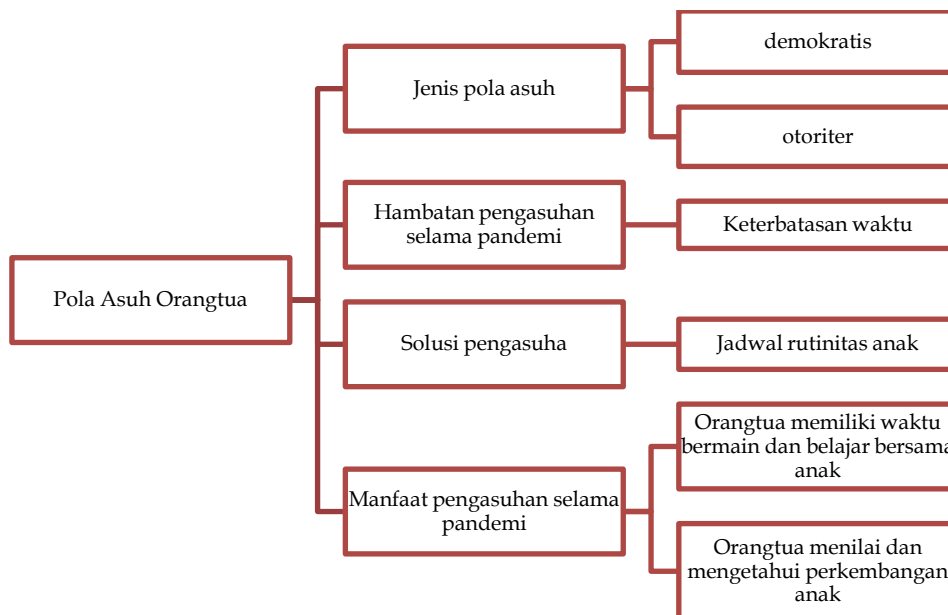 demokratis
Jenis pola asuh
otoriter
Hambatan pengasuhan
selama pandemi
Keterbatasan waktu
Pola Asuh Orangtua
Solusi pengasuha
Jadwal rutinitas anak
Orangtua memiliki waktu
bermain dan belajar bersama
anak
Manfaat pengasuhan selama
pandemi
Orangtua menilai dan
mengetahui perkembangan
anak